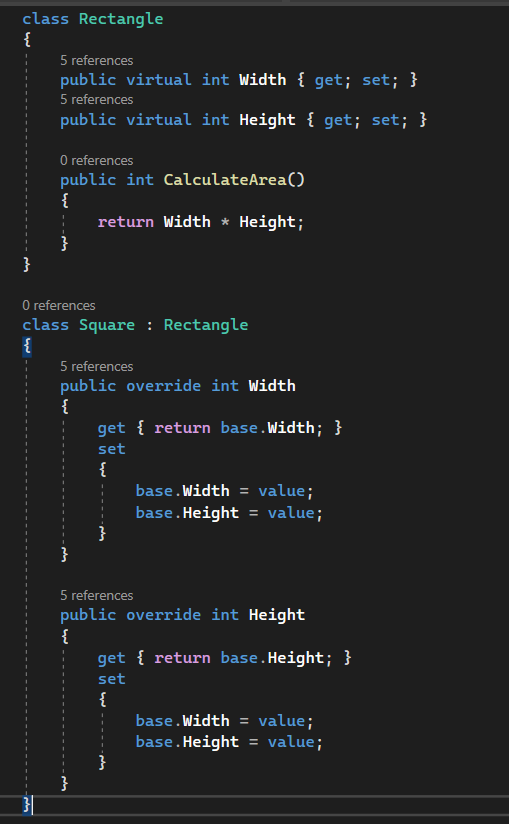 class Rectangle
{
5 references
public virtual int Width { get; set; }
5 references
public virtual int Height { get; set; }
0 references
public int CalculateArea()
{
return Width * Height;
}
}
0 references
class Square : Rectangle
{
5 references
public override int Width
{
get { return base.Width; }
set
{
base.Width = value;
base.Height = value;
}
}
5 references
public override int Height
{
get { return base.Height; }
set
{
base.Width = value;
base.Height = value;
}
}
}